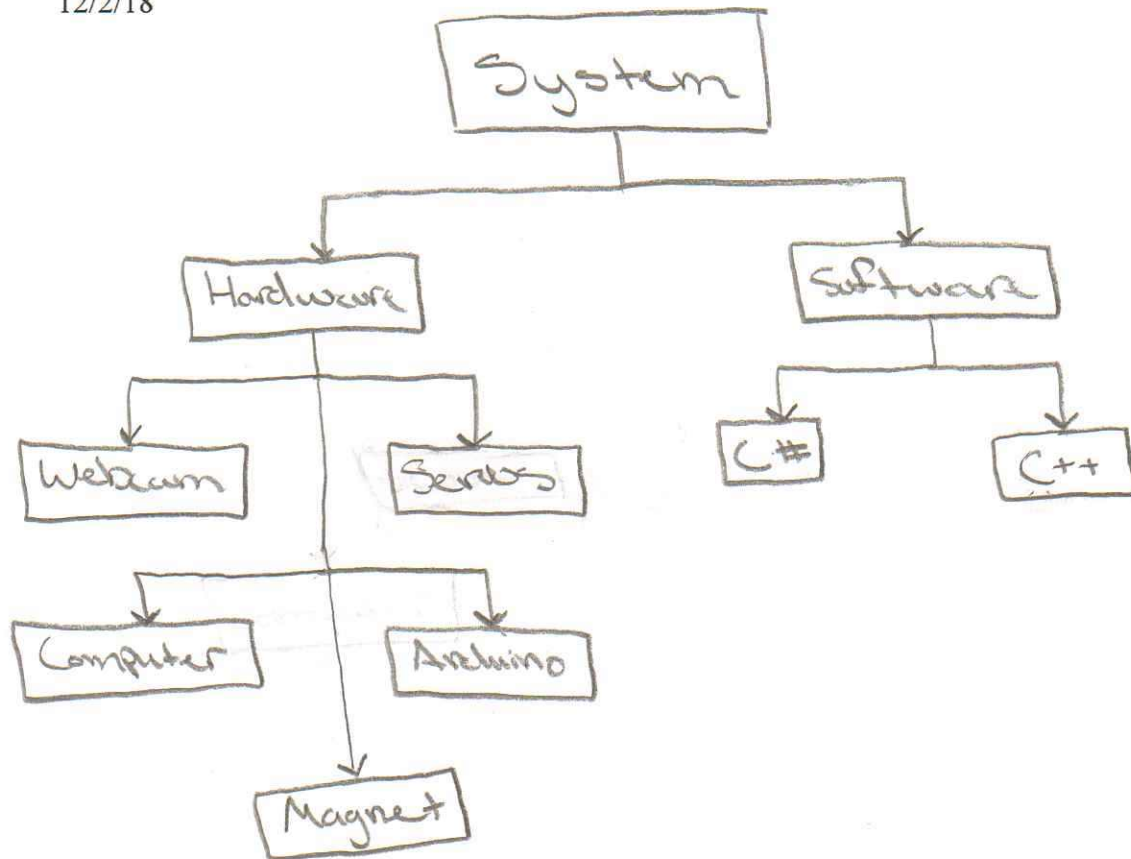 12/2/18
System
Hardware
Software
Webcam
Servos
C#
C++
Computer
Arduino
Magnet